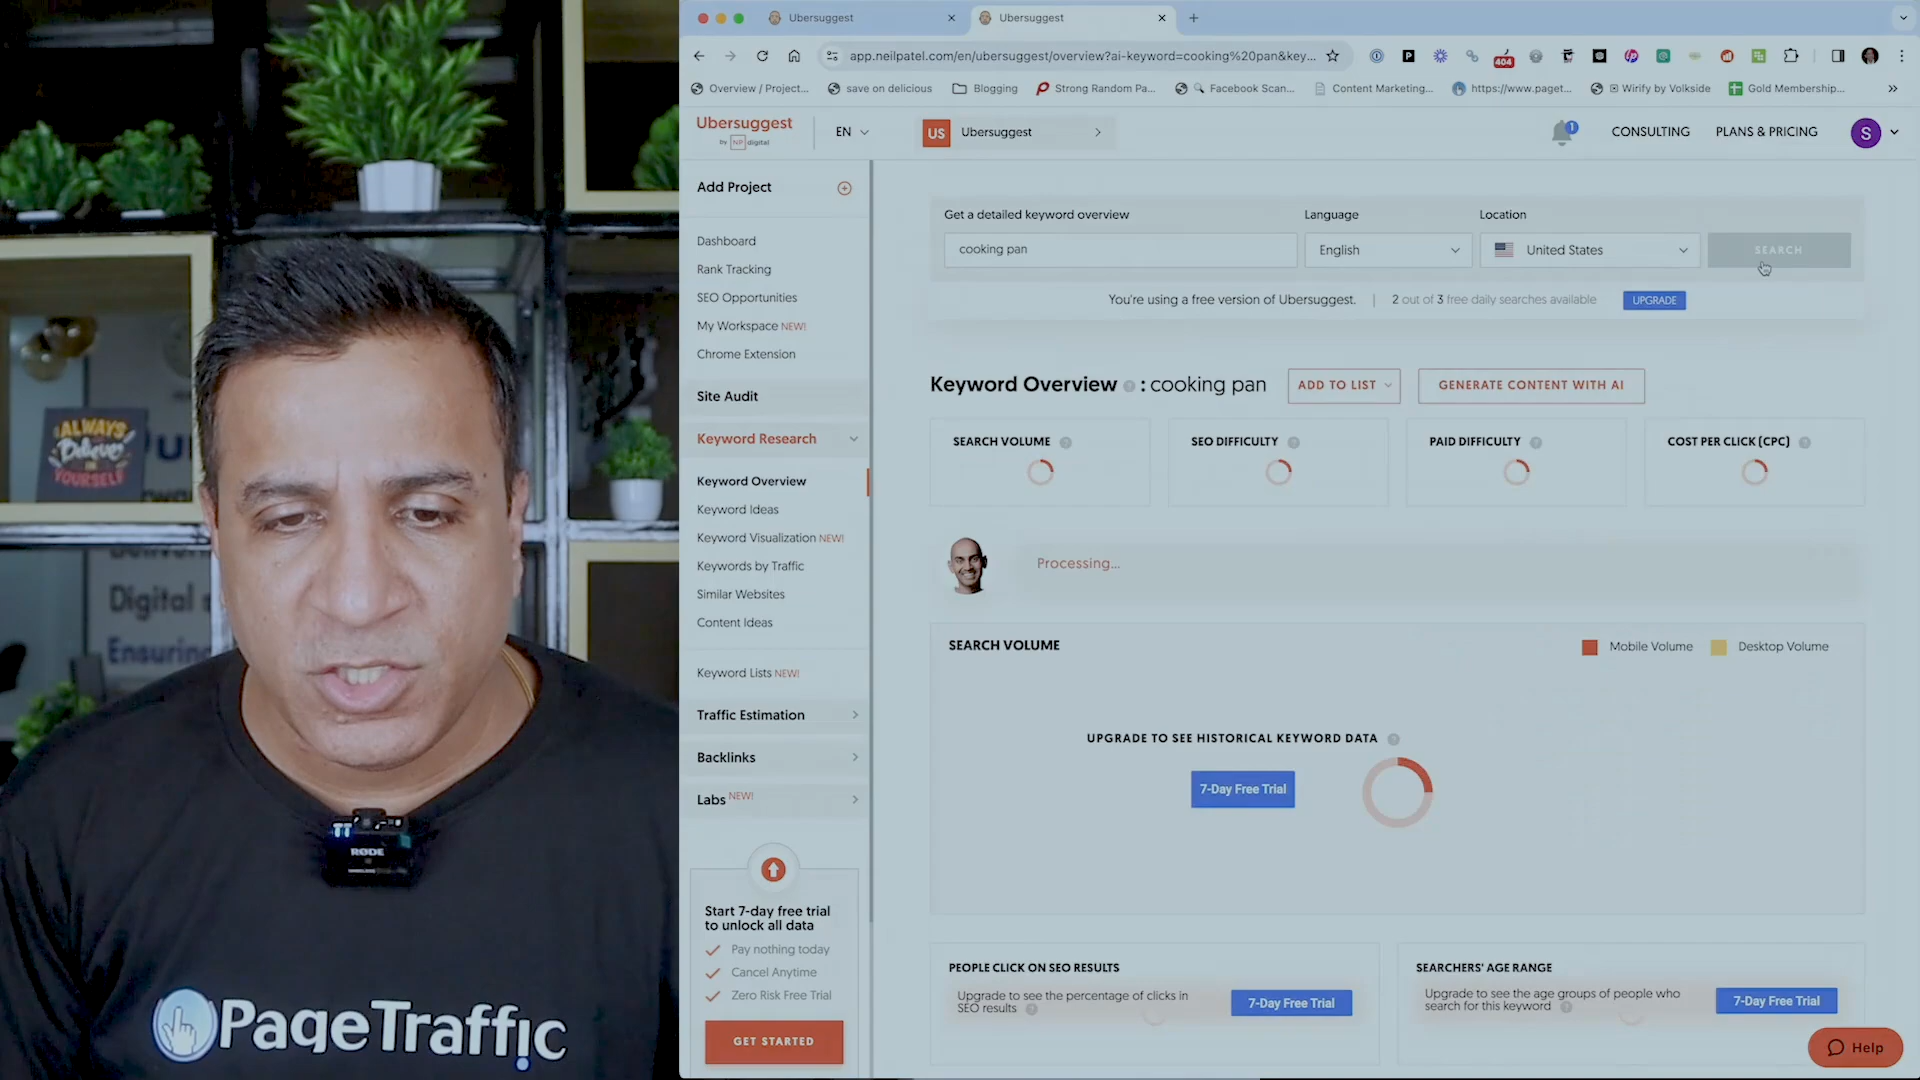 Ubersuggest
Ubersuggest
app.neilpatel.com/en/ubersuggest/overview?ai-keyword=cooking%20pan&key...
404
Overview / Project...
save on delicious
Blogging
Strong Random Pa...
Facebook Scan...
Content Marketing...
https://www.paget...
Wirify by Volkside
Gold Membership...
Ubersuggest
by NP digital
EN
US
Ubersuggest
1
CONSULTING
PLANS & PRICING
S
Add Project
Dashboard
Rank Tracking
SEO Opportunities
My Workspace NEW!
Chrome Extension
Site Audit
Keyword Research
Keyword Overview
Keyword Ideas
Keyword Visualization NEW!
Keywords by Traffic
Similar Websites
Content Ideas
Keyword Lists NEW!
Traffic Estimation
Backlinks
Labs NEW!
Start 7-day free trial
to unlock all data
Pay nothing today
Cancel Anytime
Zero Risk Free Trial
GET STARTED
Get a detailed keyword overview
Language
Location
cooking pan
English
United States
SEARCH
You're using a free version of Ubersuggest. | 2 out of 3 free daily searches available
UPGRADE
Keyword Overview : cooking pan
ADD TO LIST
GENERATE CONTENT WITH AI
SEARCH VOLUME
SEO DIFFICULTY
PAID DIFFICULTY
COST PER CLICK (CPC)
Processing...
SEARCH VOLUME
Mobile Volume
Desktop Volume
UPGRADE TO SEE HISTORICAL KEYWORD DATA
7-Day Free Trial
PEOPLE CLICK ON SEO RESULTS
Upgrade to see the percentage of clicks in
SEO results
7-Day Free Trial
SEARCHERS' AGE RANGE
Upgrade to see the age groups of people who
search for this keyword
7-Day Free Trial
Help
ALWAYS
Believe
IN
YOURSELF
Digital
Ensuring
RODE
PageTraffic